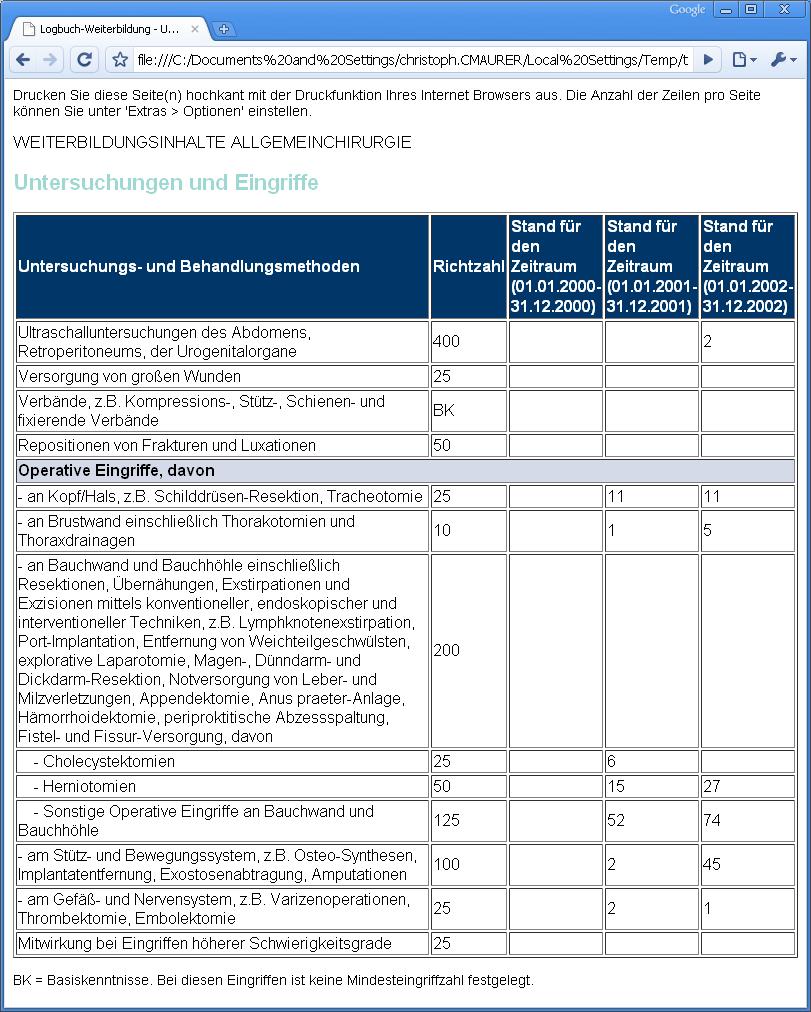 Google
Logbuch-Weiterbildung - U...
file:///C:/Documents%20and%20Settings/christoph.CMAURER/Local%20Settings/Temp/t
Drucken Sie diese Seite(n) hochkant mit der Druckfunktion Ihres Internet Browsers aus. Die Anzahl der Zeilen pro Seite
können Sie unter 'Extras > Optionen' einstellen.
WEITERBILDUNGSINHALTE ALLGEMEINCHIRURGIE
Untersuchungen und Eingriffe
Untersuchungs- und Behandlungsmethoden
Richtzahl
Stand für
den
Zeitraum
(01.01.2000-
31.12.2000)
Stand für
den
Zeitraum
(01.01.2001-
31.12.2001)
Stand für
den
Zeitraum
(01.01.2002-
31.12.2002)
Ultraschalluntersuchungen des Abdomens,
Retroperitoneums, der Urogenitalorgane
400
2
Versorgung von großen Wunden 25
Verbände, z.B. Kompressions-, Stütz-, Schienen- und
fixierende Verbände
BK
Repositionen von Frakturen und Luxationen 50
Operative Eingriffe, davon
- an Kopf/Hals, z.B. Schilddrüsen-Resektion, Tracheotomie 25 11 11
- an Brustwand einschließlich Thorakotomien und
Thoraxdrainagen
10 1 5
- an Bauchwand und Bauchhöhle einschließlich
Resektionen, Übernähungen, Exstirpationen und
Exzisionen mittels konventioneller, endoskopischer und
interventioneller Techniken, z.B. Lymphknotenexstirpation,
Port-Implantation, Entfernung von Weichteilgeschwülsten,
explorative Laparotomie, Magen-, Dünndarm- und
Dickdarm-Resektion, Notversorgung von Leber- und
Milzverletzungen, Appendektomie, Anus praeter-Anlage,
Hämorrhoidektomie, periproktitische Abzessspaltung,
Fistel- und Fissur-Versorgung, davon
200
- Cholecystektomien 25 6
- Herniotomien 50 15 27
- Sonstige Operative Eingriffe an Bauchwand und
Bauchhöhle
125 52 74
- am Stütz- und Bewegungssystem, z.B. Osteo-Synthesen,
Implantatentfernung, Exostosenabtragung, Amputationen
100 2 45
- am Gefäß- und Nervensystem, z.B. Varizenoperationen,
Thrombektomie, Embolektomie
25 2 1
Mitwirkung bei Eingriffen höherer Schwierigkeitsgrade 25
BK = Basiskenntnisse. Bei diesen Eingriffen ist keine Mindesteingriffzahl festgelegt.